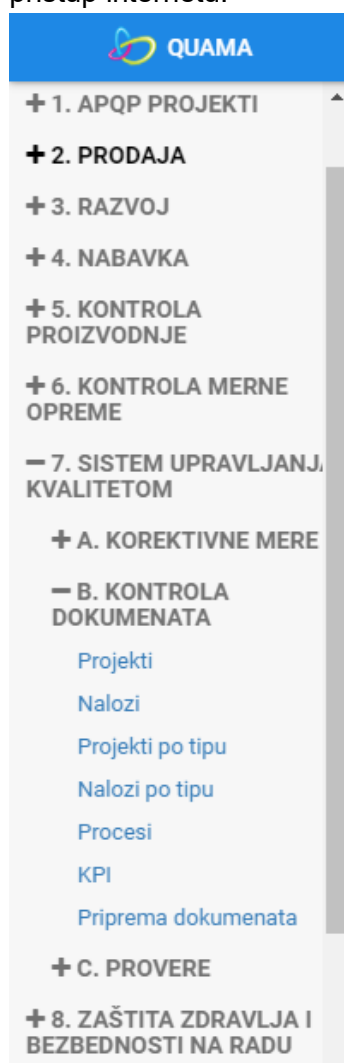 pristup internetu.
QUAMA
+ 1. APQP PROJEKTI
+ 2. PRODAJA
+ 3. RAZVOJ
+ 4. NABAVKA
+ 5. KONTROLA
PROIZVODNJE
+ 6. KONTROLA MERNE
OPREME
− 7. SISTEM UPRAVLJANJ
KVALITETOM
+ A. KOREKTIVNE MERE
− B. KONTROLA
DOKUMENATA
Projekti
Nalozi
Projekti po tipu
Nalozi po tipu
Procesi
KPI
Priprema dokumenata
+ C. PROVERE
+ 8. ZAŠTITA ZDRAVLJA I
BEZBEDNOSTI NA RADU